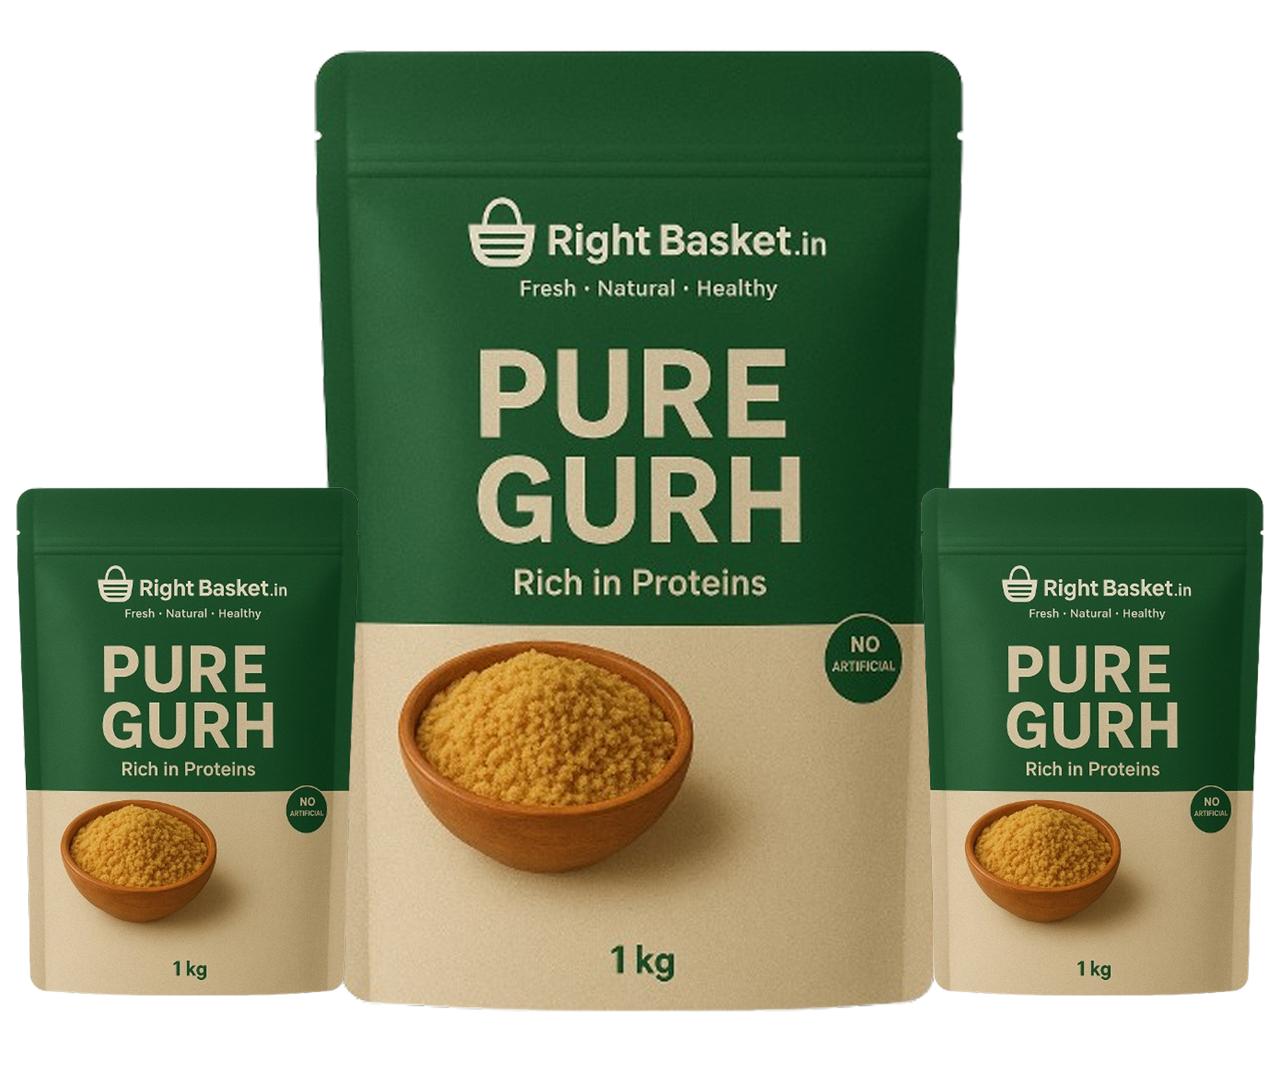 Right Basket.in
Fresh · Natural · Healthy
PURE
GURH
Rich in Proteins
NO
ARTIFICIAL
1 kg
Right Basket.in
Fresh · Natural · Healthy
PURE
GURH
Rich in Proteins
NO
ARTIFICIAL
1 kg
Right Basket.in
Fresh · Natural · Healthy
PURE
GURH
Rich in Proteins
NO
ARTIFICIAL
1 kg